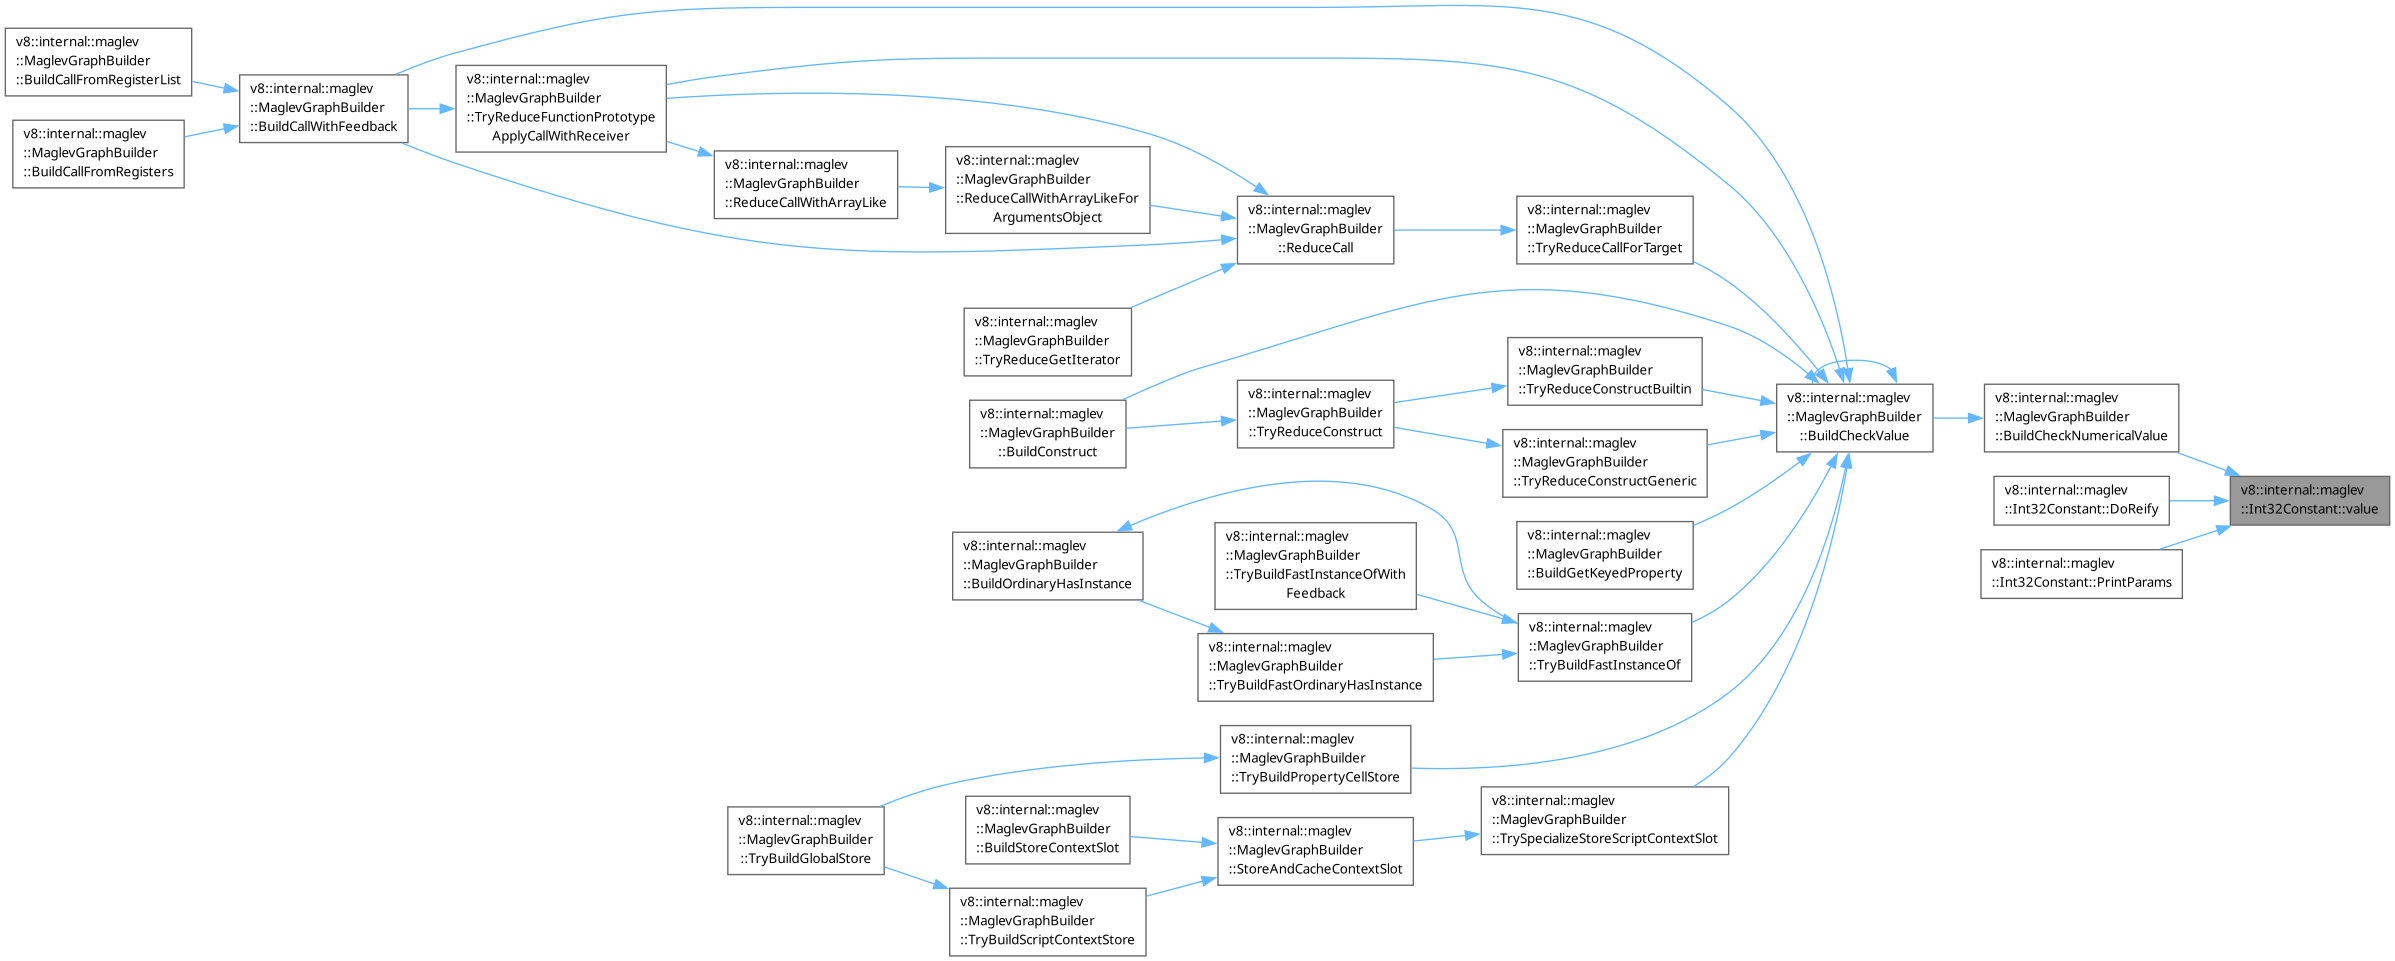 v8::internal::maglev
::MaglevGraphBuilder
::BuildCallFromRegisterList
v8::internal::maglev
::MaglevGraphBuilder
::BuildCallFromRegisters
v8::internal::maglev
::MaglevGraphBuilder
::BuildCallWithFeedback
v8::internal::maglev
::MaglevGraphBuilder
::TryReduceFunctionPrototype
ApplyCallWithReceiver
v8::internal::maglev
::MaglevGraphBuilder
::ReduceCallWithArrayLike
v8::internal::maglev
::MaglevGraphBuilder
::ReduceCallWithArrayLikeFor
ArgumentsObject
v8::internal::maglev
::MaglevGraphBuilder
::ReduceCall
v8::internal::maglev
::MaglevGraphBuilder
::TryReduceCallForTarget
v8::internal::maglev
::MaglevGraphBuilder
::TryReduceGetIterator
v8::internal::maglev
::MaglevGraphBuilder
::BuildConstruct
v8::internal::maglev
::MaglevGraphBuilder
::TryReduceConstruct
v8::internal::maglev
::MaglevGraphBuilder
::TryReduceConstructBuiltin
v8::internal::maglev
::MaglevGraphBuilder
::TryReduceConstructGeneric
v8::internal::maglev
::MaglevGraphBuilder
::BuildCheckValue
v8::internal::maglev
::MaglevGraphBuilder
::BuildCheckNumericalValue
v8::internal::maglev
::Int32Constant::DoReify
v8::internal::maglev
::Int32Constant::PrintParams
v8::internal::maglev
::Int32Constant::value
v8::internal::maglev
::MaglevGraphBuilder
::BuildGetKeyedProperty
v8::internal::maglev
::MaglevGraphBuilder
::BuildOrdinaryHasInstance
v8::internal::maglev
::MaglevGraphBuilder
::TryBuildFastInstanceOfWith
Feedback
v8::internal::maglev
::MaglevGraphBuilder
::TryBuildFastOrdinaryHasInstance
v8::internal::maglev
::MaglevGraphBuilder
::TryBuildFastInstanceOf
v8::internal::maglev
::MaglevGraphBuilder
::TryBuildPropertyCellStore
v8::internal::maglev
::MaglevGraphBuilder
::TryBuildGlobalStore
v8::internal::maglev
::MaglevGraphBuilder
::BuildStoreContextSlot
v8::internal::maglev
::MaglevGraphBuilder
::StoreAndCacheContextSlot
v8::internal::maglev
::MaglevGraphBuilder
::TrySpecializeStoreScriptContextSlot
v8::internal::maglev
::MaglevGraphBuilder
::TryBuildScriptContextStore